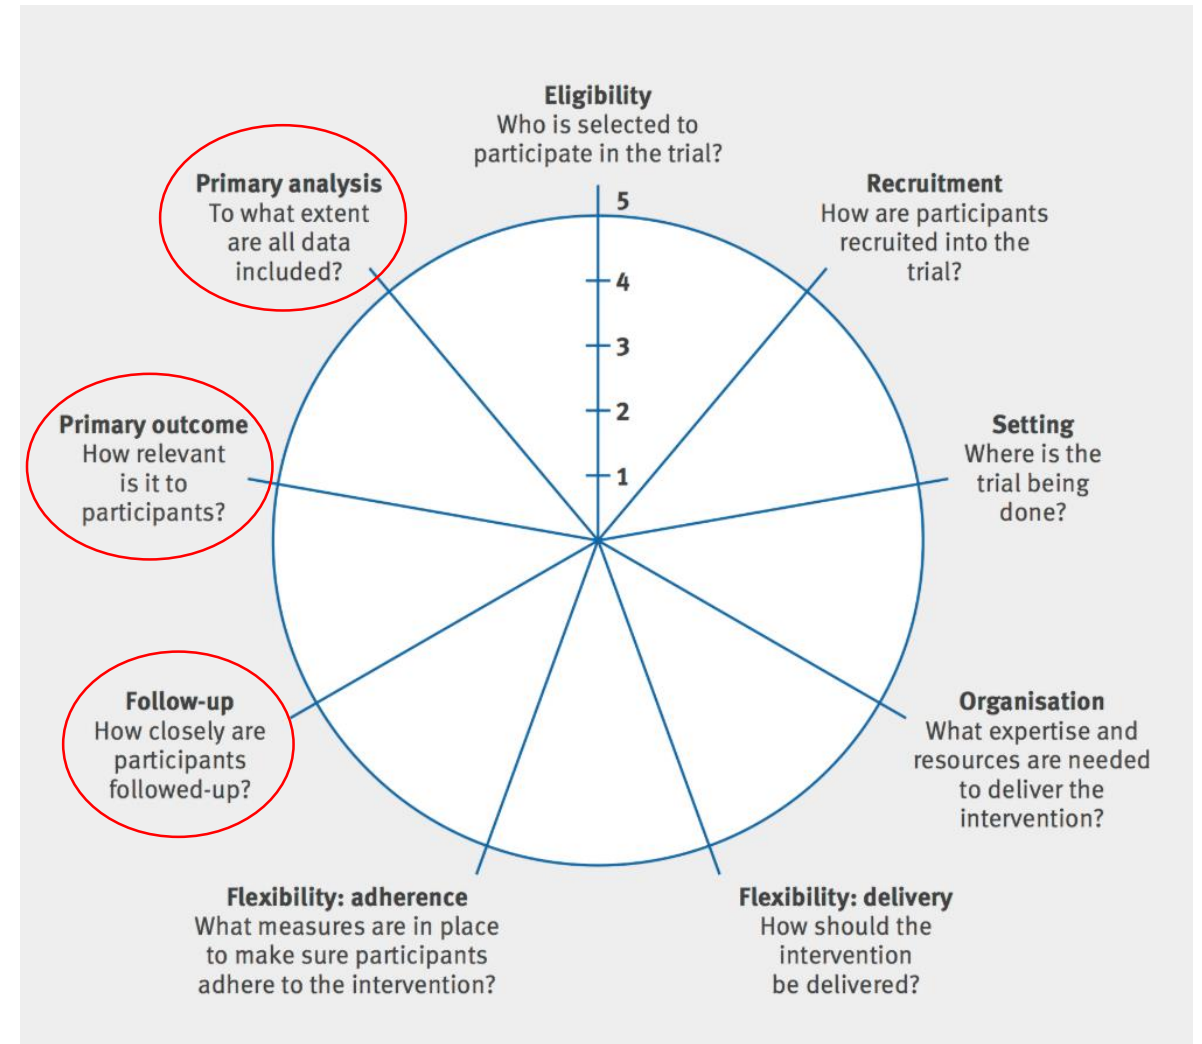 Eligibility
Who is selected to
participate in the trial?
Primary analysis
To what extent
are all data
included?
Recruitment
How are participants
recruited into the
trial?
5
4
3
2
1
Primary outcome
How relevant
is it to
participants?
Setting
Where is the
trial being
done?
Follow-up
How closely are
participants
followed-up?
Organisation
What expertise and
resources are needed
to deliver the
intervention?
Flexibility: adherence
What measures are in place
to make sure participants
adhere to the intervention?
Flexibility: delivery
How should the
intervention
be delivered?